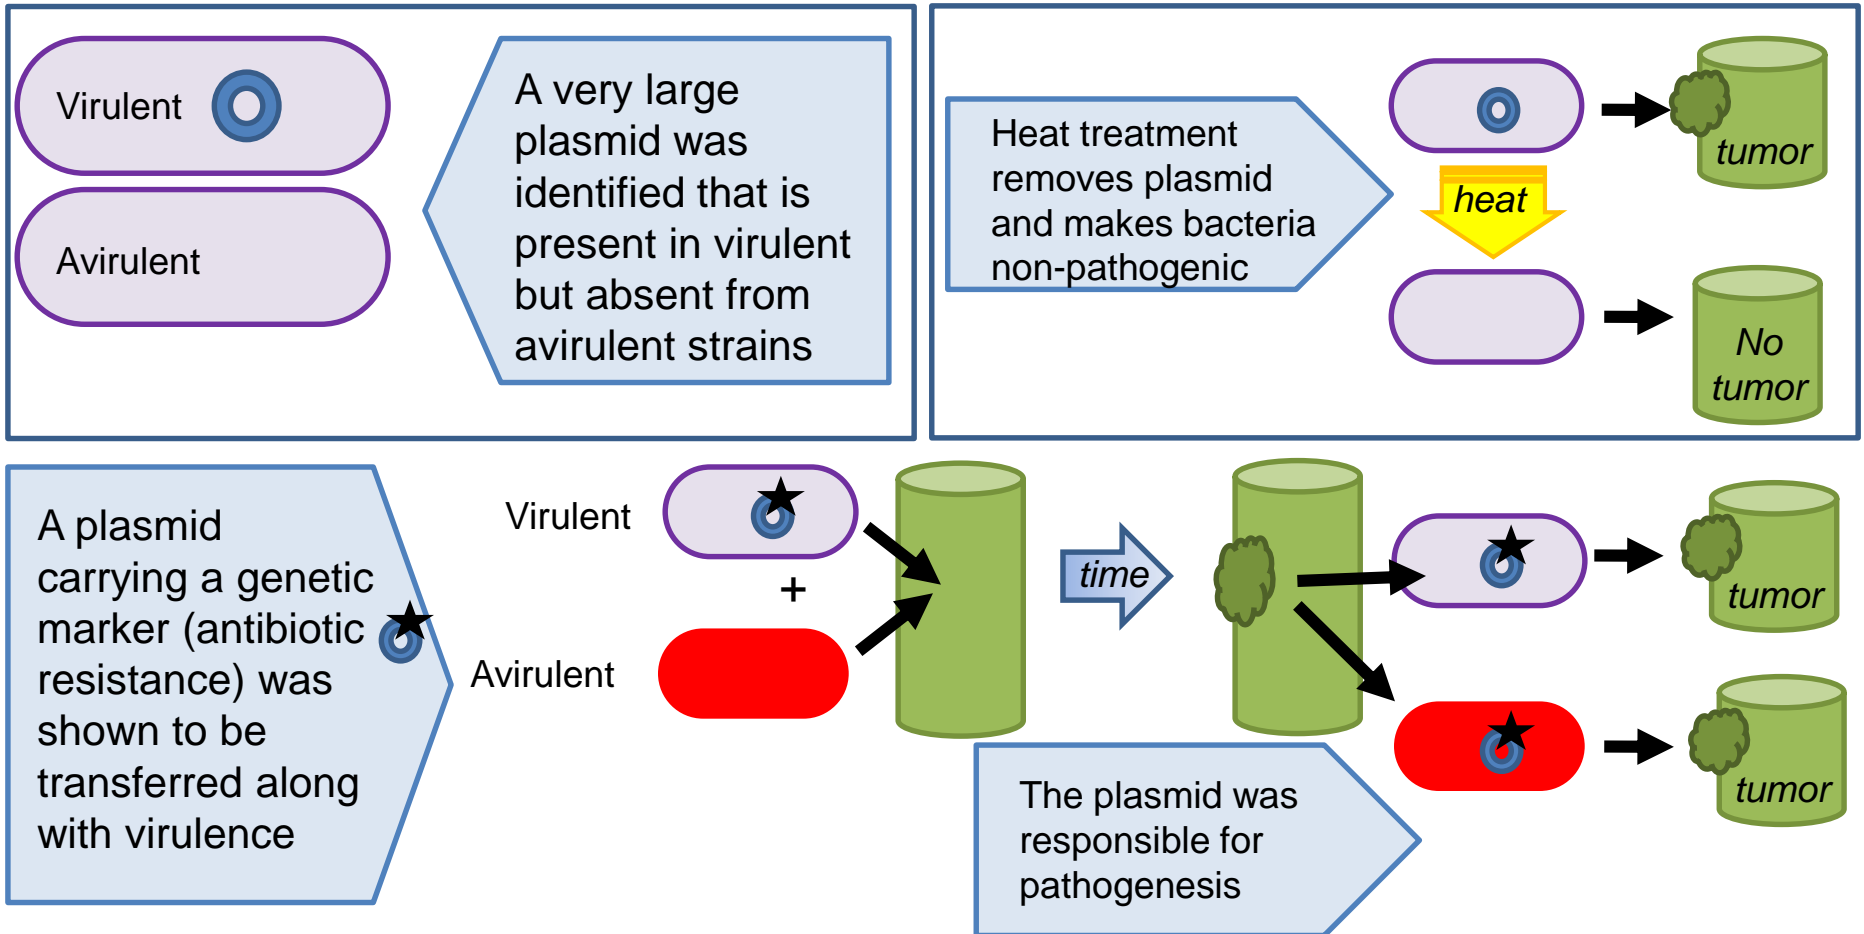 Virulent
Avirulent
A very large
plasmid was
identified that is
present in virulent
but absent from
avirulent strains
Heat treatment
removes plasmid
and makes bacteria
non-pathogenic
tumor
heat
No
tumor
A plasmid
carrying a genetic
marker (antibiotic
resistance) was
shown to be
transferred along
with virulence
Virulent
+
Avirulent
time
tumor
tumor
The plasmid was
responsible for
pathogenesis